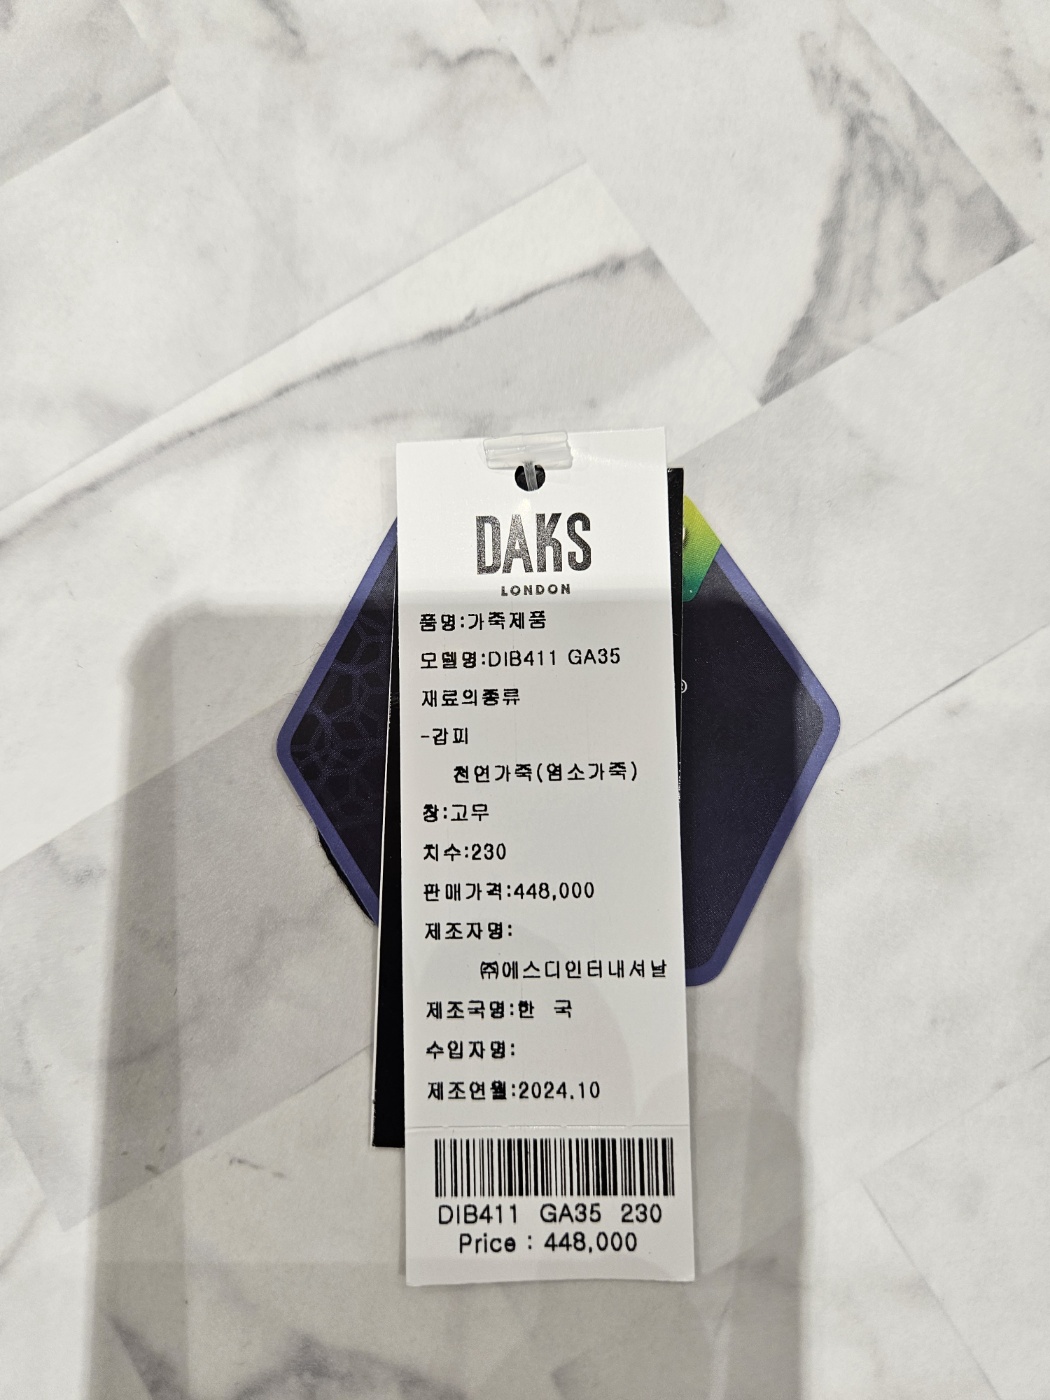 DAKS
LONDON
품명:가죽제품
모델명:DIB411 GA35
재료의종류
-갑피
천연가죽(염소가죽)
창:고무
치수:230
판매가격:448,000
제조자명:
㈜에스디인터내셔날
제조국명:한 국
수입자명:
제조연월:2024.10
DIB411 GA35 230
Price : 448,000
®